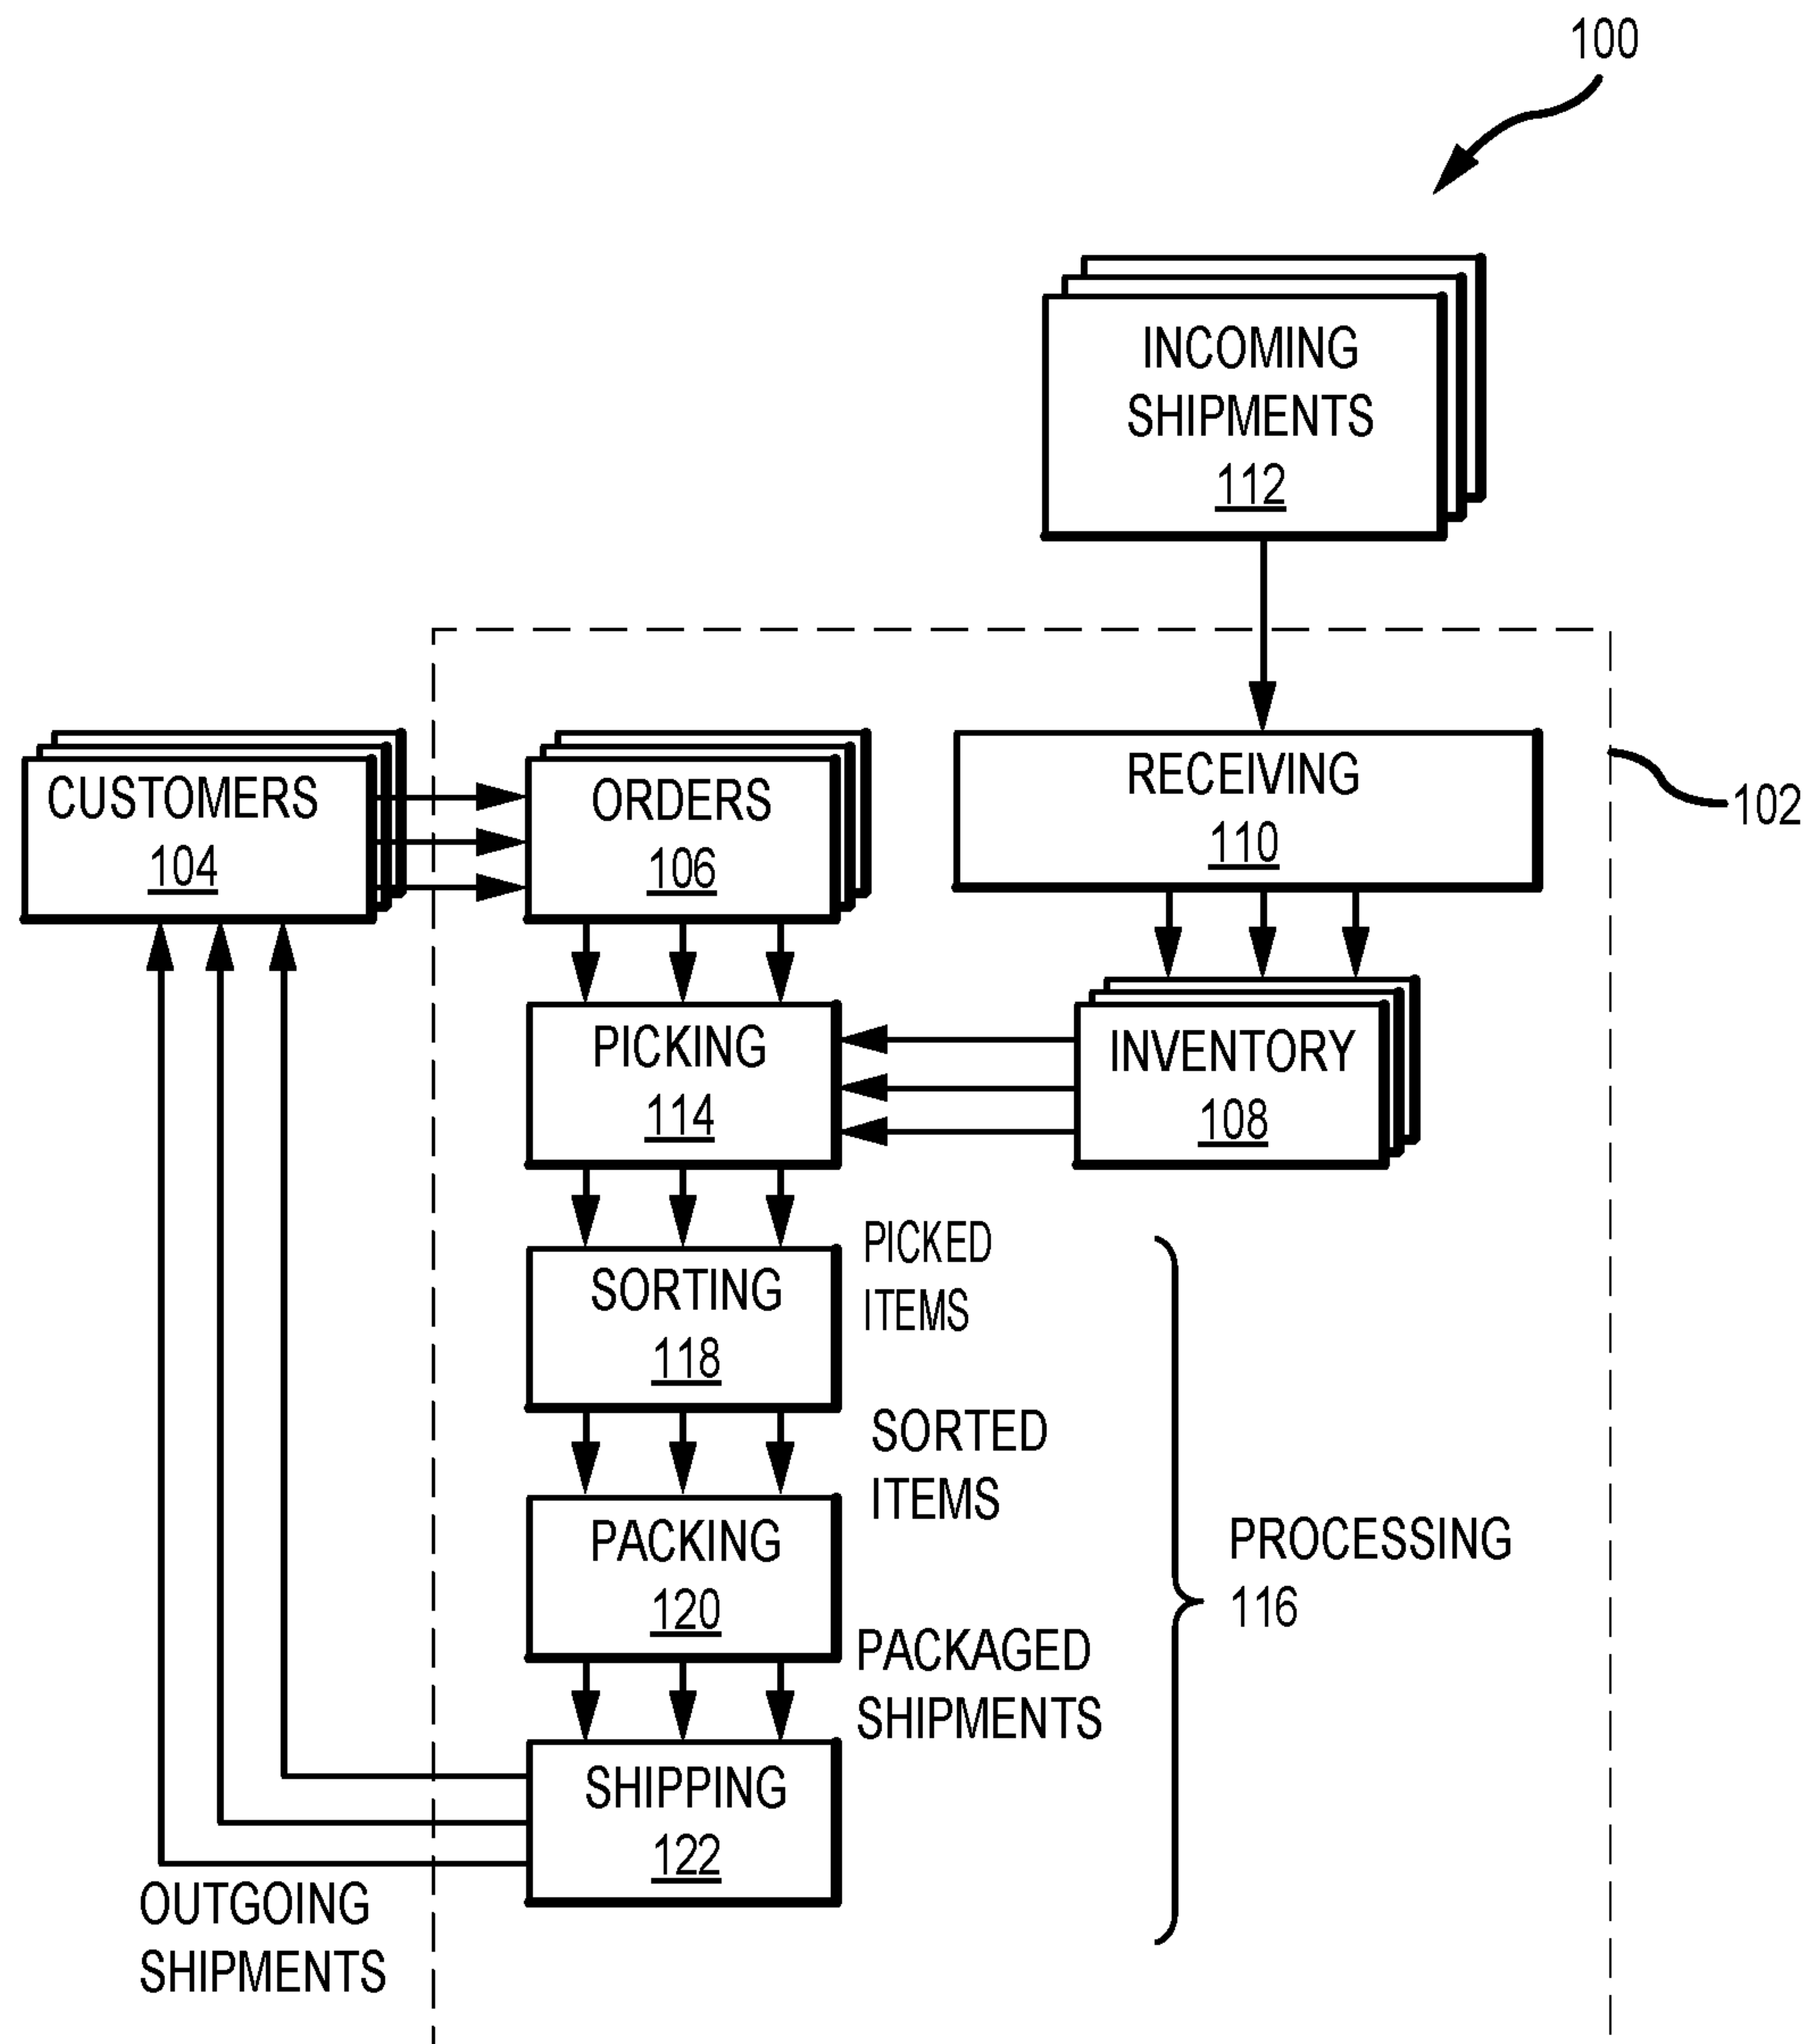 100
INCOMING
SHIPMENTS
112
CUSTOMERS
104
ORDERS
106
RECEIVING
110
102
PICKING
114
INVENTORY
108
SORTING
118
PICKED
ITEMS
SORTED
ITEMS
PACKING
120
PROCESSING
116
PACKAGED
SHIPMENTS
SHIPPING
122
OUTGOING
SHIPMENTS